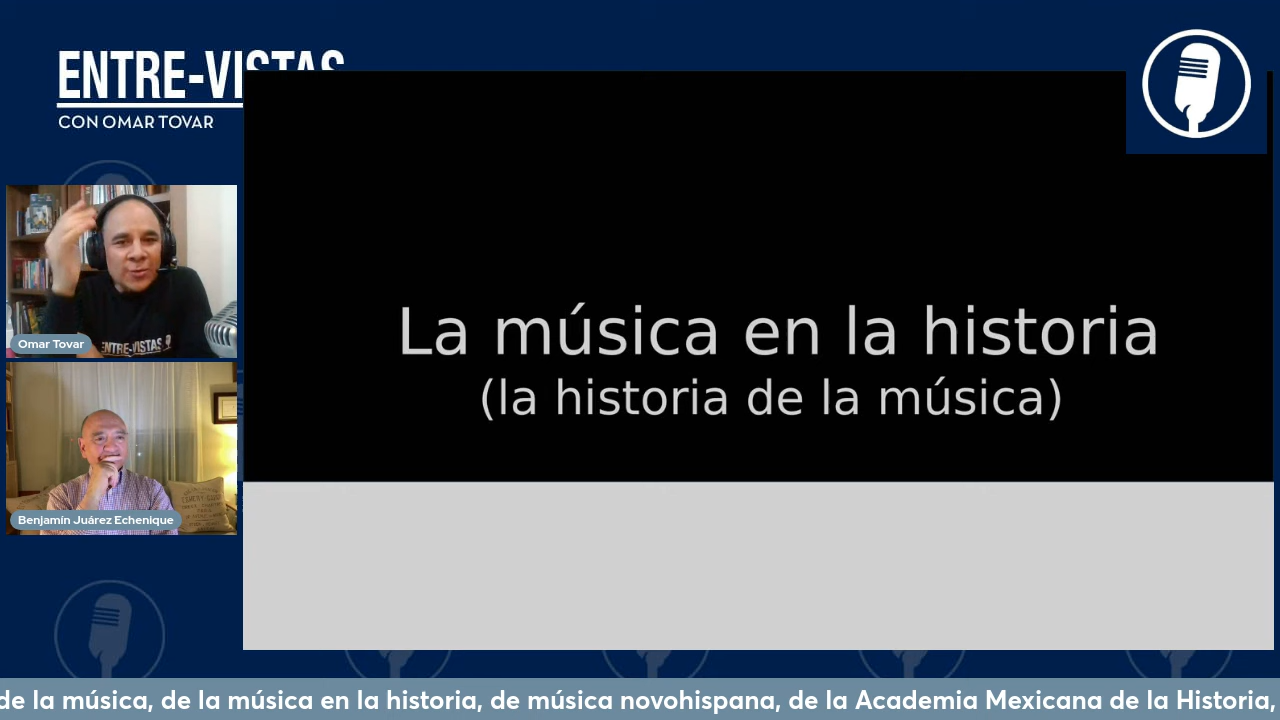 ENTRE-VISTAS
CON OMAR TOVAR
Omar Tovar
ENTRE-VISTAS
Benjamín Juárez Echenique
La música en la historia
(la historia de la música)
de la música, de la música en la historia, de música novohispana, de la Academia Mexicana de la Historia,